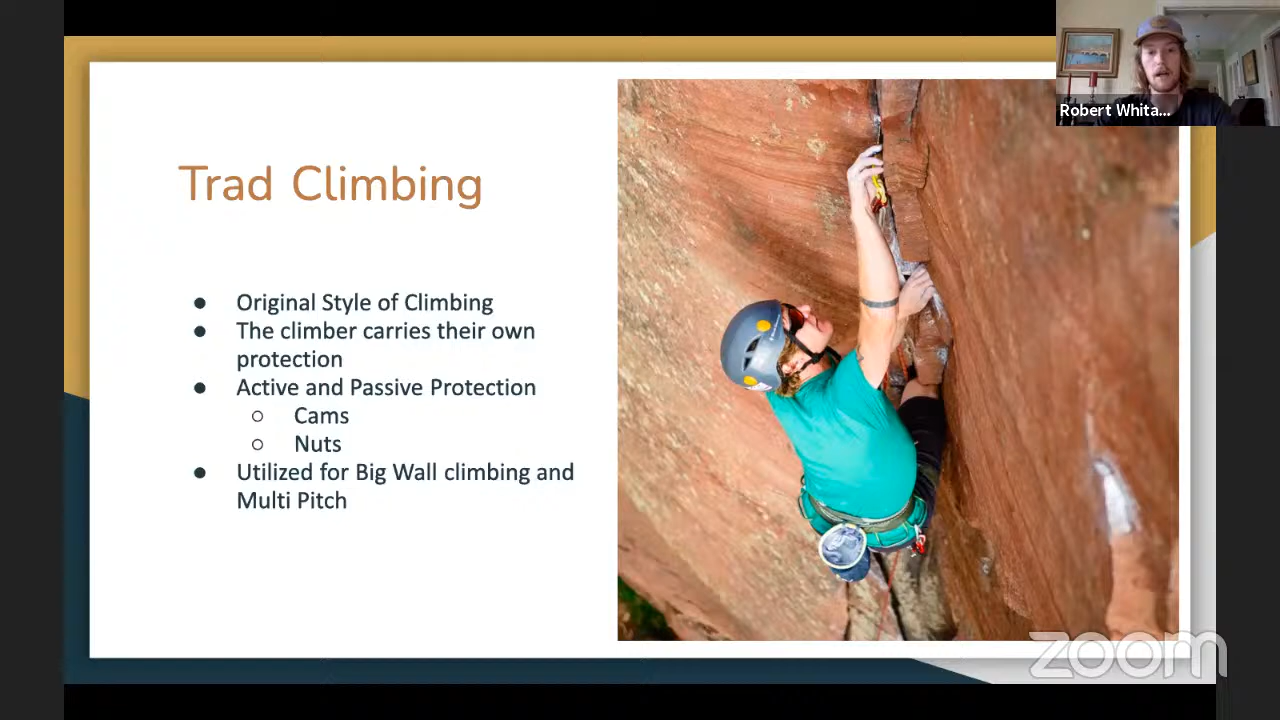 Robert Whita...
Trad Climbing
● Original Style of Climbing
● The climber carries their own
protection
● Active and Passive Protection
○ Cams
○ Nuts
● Utilized for Big Wall climbing and
Multi Pitch
zoom